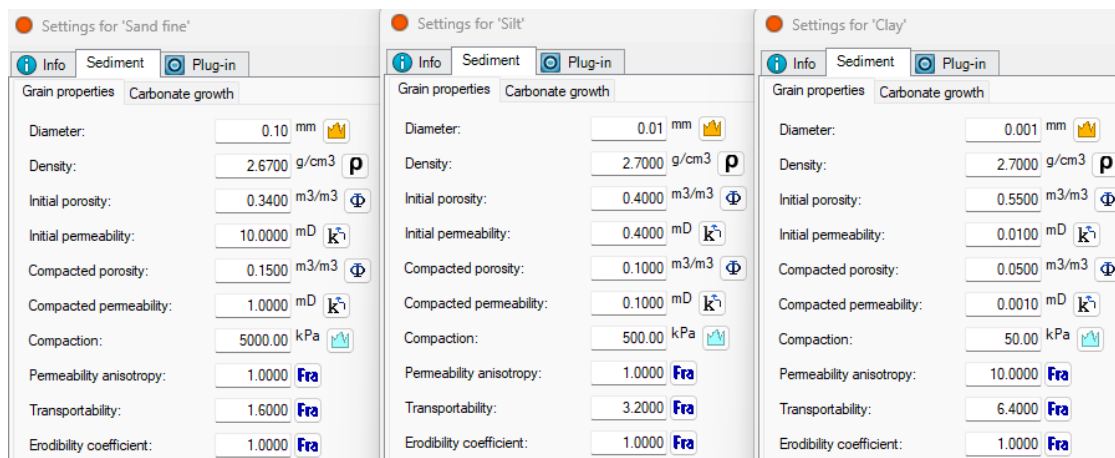 Settings for 'Sand fine'
Info Sediment Plug-in
Grain properties Carbonate growth
Diameter: 0.10 mm
Density: 2.6700 g/cm3 ρ
Initial porosity: 0.3400 m3/m3 Φ
Initial permeability: 10.0000 mD k
Compacted porosity: 0.1500 m3/m3 Φ
Compacted permeability: 1.0000 mD k
Compaction: 5000.00 kPa
Permeability anisotropy: 1.0000 Fra
Transportability: 1.6000 Fra
Erodibility coefficient: 1.0000 Fra
Settings for 'Silt'
Info Sediment Plug-in
Grain properties Carbonate growth
Diameter: 0.01 mm
Density: 2.7000 g/cm3 ρ
Initial porosity: 0.4000 m3/m3 Φ
Initial permeability: 0.4000 mD k
Compacted porosity: 0.1000 m3/m3 Φ
Compacted permeability: 0.1000 mD k
Compaction: 500.00 kPa
Permeability anisotropy: 1.0000 Fra
Transportability: 3.2000 Fra
Erodibility coefficient: 1.0000 Fra
Settings for 'Clay'
Info Sediment Plug-in
Grain properties Carbonate growth
Diameter: 0.001 mm
Density: 2.7000 g/cm3 ρ
Initial porosity: 0.5500 m3/m3 Φ
Initial permeability: 0.0100 mD k
Compacted porosity: 0.0500 m3/m3 Φ
Compacted permeability: 0.0010 mD k
Compaction: 50.00 kPa
Permeability anisotropy: 10.0000 Fra
Transportability: 6.4000 Fra
Erodibility coefficient: 1.0000 Fra